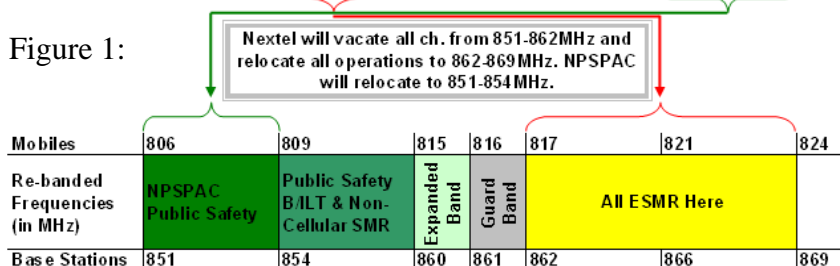 Figure 1:
Nextel will vacate all ch. from 851-862MHz and
relocate all operations to 862-869MHz. NPSPAC
will relocate to 851-854MHz.
Mobiles 806 809 815 816 817 821 824
Re-banded
Frequencies
(in MHz)
NPSPAC
Public Safety
Public Safety
B/ILT & Non-
Cellular SMR
Expanded
Band
Guard
Band
All ESMR Here
Base Stations 851 854 860 861 862 866 869